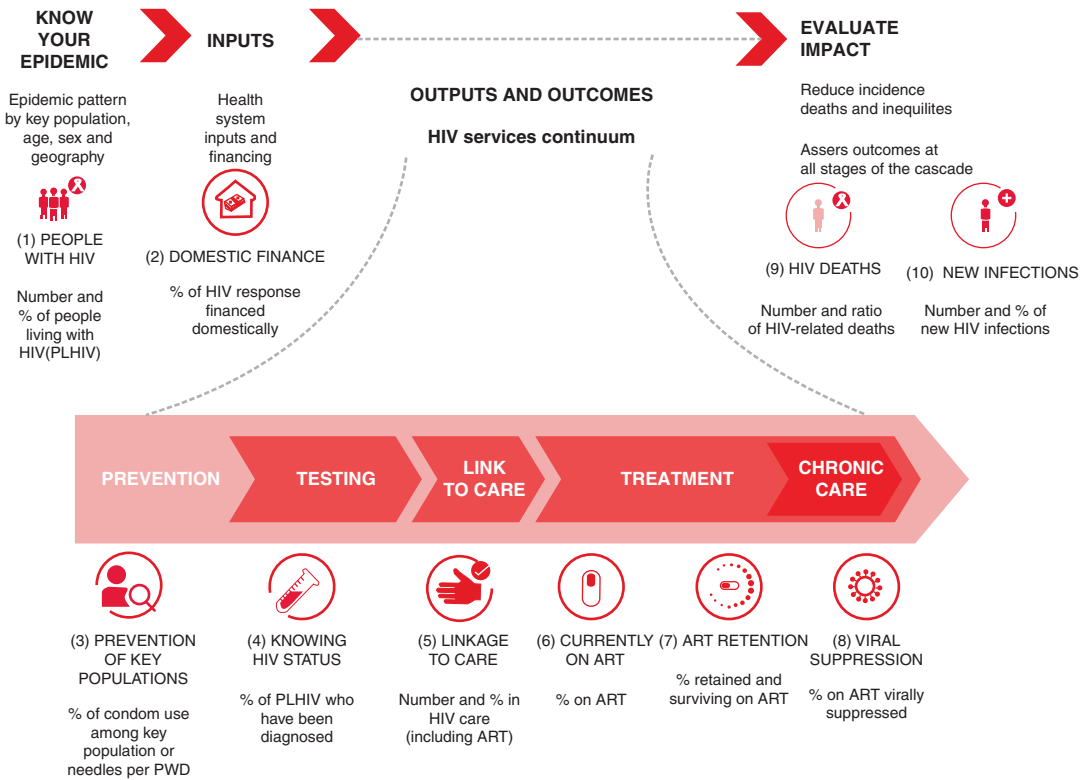 KNOW
YOUR
EPIDEMIC
Epidemic pattern
by key population,
age, sex and
geography
(1) PEOPLE
WITH HIV
Number and
% of people
living with
HIV(PLHIV)
INPUTS
Health
system
inputs and
financing
(2) DOMESTIC FINANCE
% of HIV response
financed
domestically
OUTPUTS AND OUTCOMES
HIV services continuum
EVALUATE
IMPACT
Reduce incidence
deaths and inequilites
Assers outcomes at
all stages of the cascade
(9) HIV DEATHS
Number and ratio
of HIV-related deaths
(10) NEW INFECTIONS
Number and % of
new HIV infections
PREVENTION
TESTING
LINK
TO CARE
TREATMENT
CHRONIC
CARE
(3) PREVENTION
OF KEY
POPULATIONS
% of condom use
among key
population or
needles per PWD
(4) KNOWING
HIV STATUS
% of PLHIV who
have been
diagnosed
(5) LINKAGE
TO CARE
Number and % in
HIV care
(including ART)
(6) CURRENTLY
ON ART
% on ART
(7) ART RETENTION
% retained and
surviving on ART
(8) VIRAL
SUPPRESSION
% on ART virally
suppressed